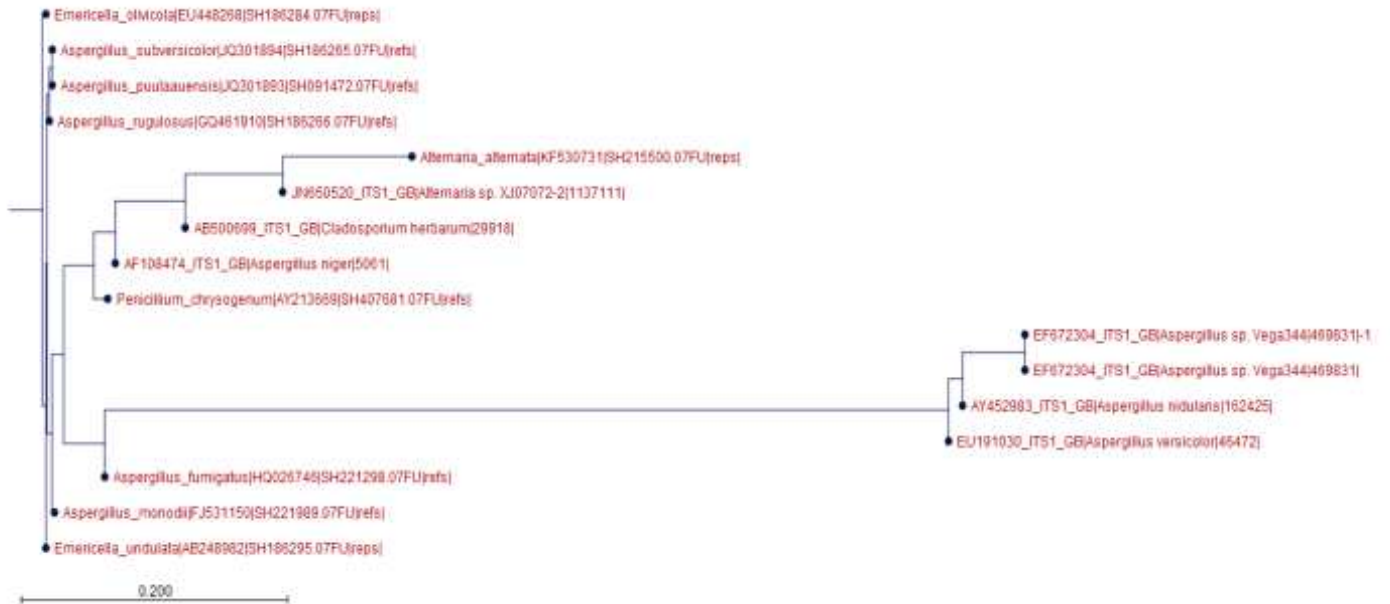 Emericella_olivicola|EU448268|SH186284.07FU|reps|
Aspergillus_subversicolor|JQ301894|SH186265.07FU|refs|
Aspergillus_puulaauensis|JQ301893|SH091472.07FU|refs|
Aspergillus_rugulosus|GQ461910|SH186266.07FU|refs|
Alternaria_alternata|KF530731|SH215500.07FU|reps|
JN650520_ITS1_GB|Alternaria sp. XJ07072-2|1137111|
AB500699_ITS1_GB|Cladosporium herbarum|29918|
AF108474_ITS1_GB|Aspergillus niger|5061|
Penicillium_chrysogenum|AY213669|SH407681.07FU|refs|
EF672304_ITS1_GB|Aspergillus sp. Vega344|469831|-1
EF672304_ITS1_GB|Aspergillus sp. Vega344|469831|
AY452983_ITS1_GB|Aspergillus nidulans|162425|
EU191030_ITS1_GB|Aspergillus versicolor|46472|
Aspergillus_fumigatus|HQ026746|SH221298.07FU|refs|
Aspergillus_monodii|FJ531150|SH221989.07FU|refs|
Emericella_undulata|AB248982|SH186295.07FU|reps|
0.200